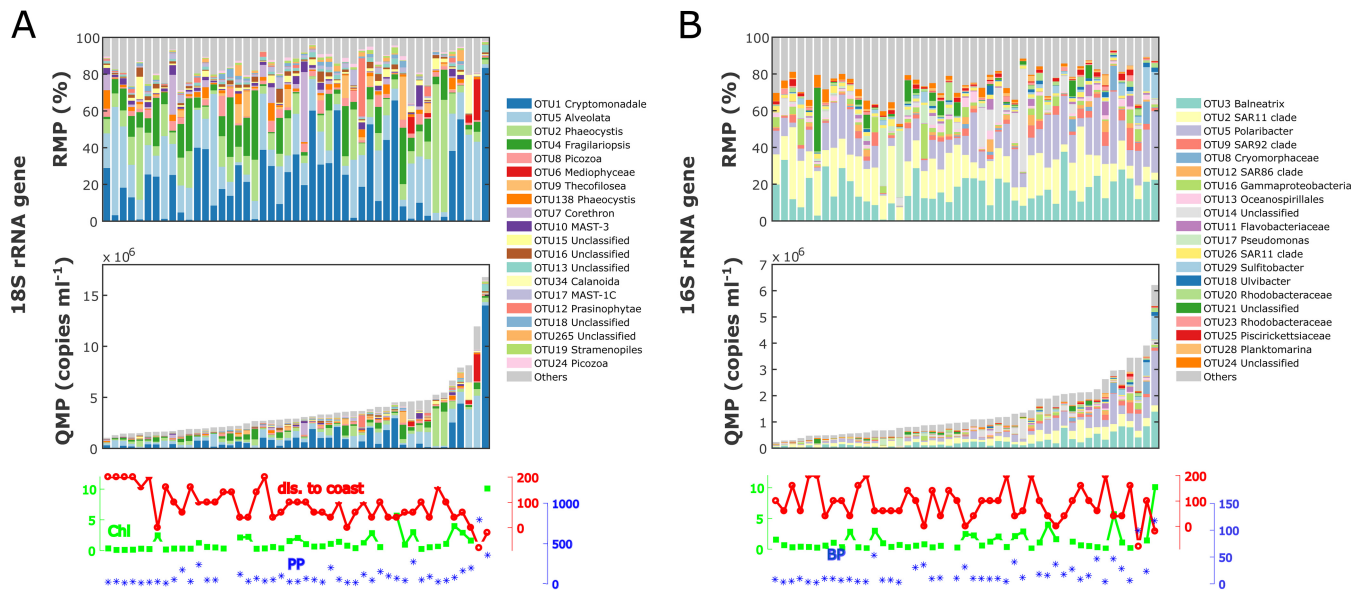 A
18S rRNA gene
RMP (%)
100
80
60
40
20
0
QMP (copies ml-1)
x 10⁶
15
10
5
0
OTU1 Cryptomonadale
OTU5 Alveolata
OTU2 Phaeocystis
OTU4 Fragilariopsis
OTU8 Picozoa
OTU6 Mediophyceae
OTU9 Thecofilosea
OTU138 Phaeocystis
OTU7 Corethron
OTU10 MAST-3
OTU15 Unclassified
OTU16 Unclassified
OTU13 Unclassified
OTU34 Calanoida
OTU17 MAST-1C
OTU12 Prasinophytae
OTU18 Unclassified
OTU265 Unclassified
OTU19 Stramenopiles
OTU24 Picozoa
Others
10
5
0
Chl
dis. to coast
PP
200
100
0
1000
500
0
B
16S rRNA gene
RMP (%)
100
80
60
40
20
0
QMP (copies ml-1)
x 10⁶
7
6
5
4
3
2
1
0
OTU3 Balneatrix
OTU2 SAR11 clade
OTU5 Polaribacter
OTU9 SAR92 clade
OTU8 Cryomorphaceae
OTU12 SAR86 clade
OTU16 Gammaproteobacteria
OTU13 Oceanospirillales
OTU14 Unclassified
OTU11 Flavobacteriaceae
OTU17 Pseudomonas
OTU26 SAR11 clade
OTU29 Sulfitobacter
OTU18 Ulvibacter
OTU20 Rhodobacteraceae
OTU21 Unclassified
OTU23 Rhodobacteraceae
OTU25 Piscirickettsiaceae
OTU28 Planktomarina
OTU24 Unclassified
Others
10
5
0
BP
200
100
0
150
100
50
0